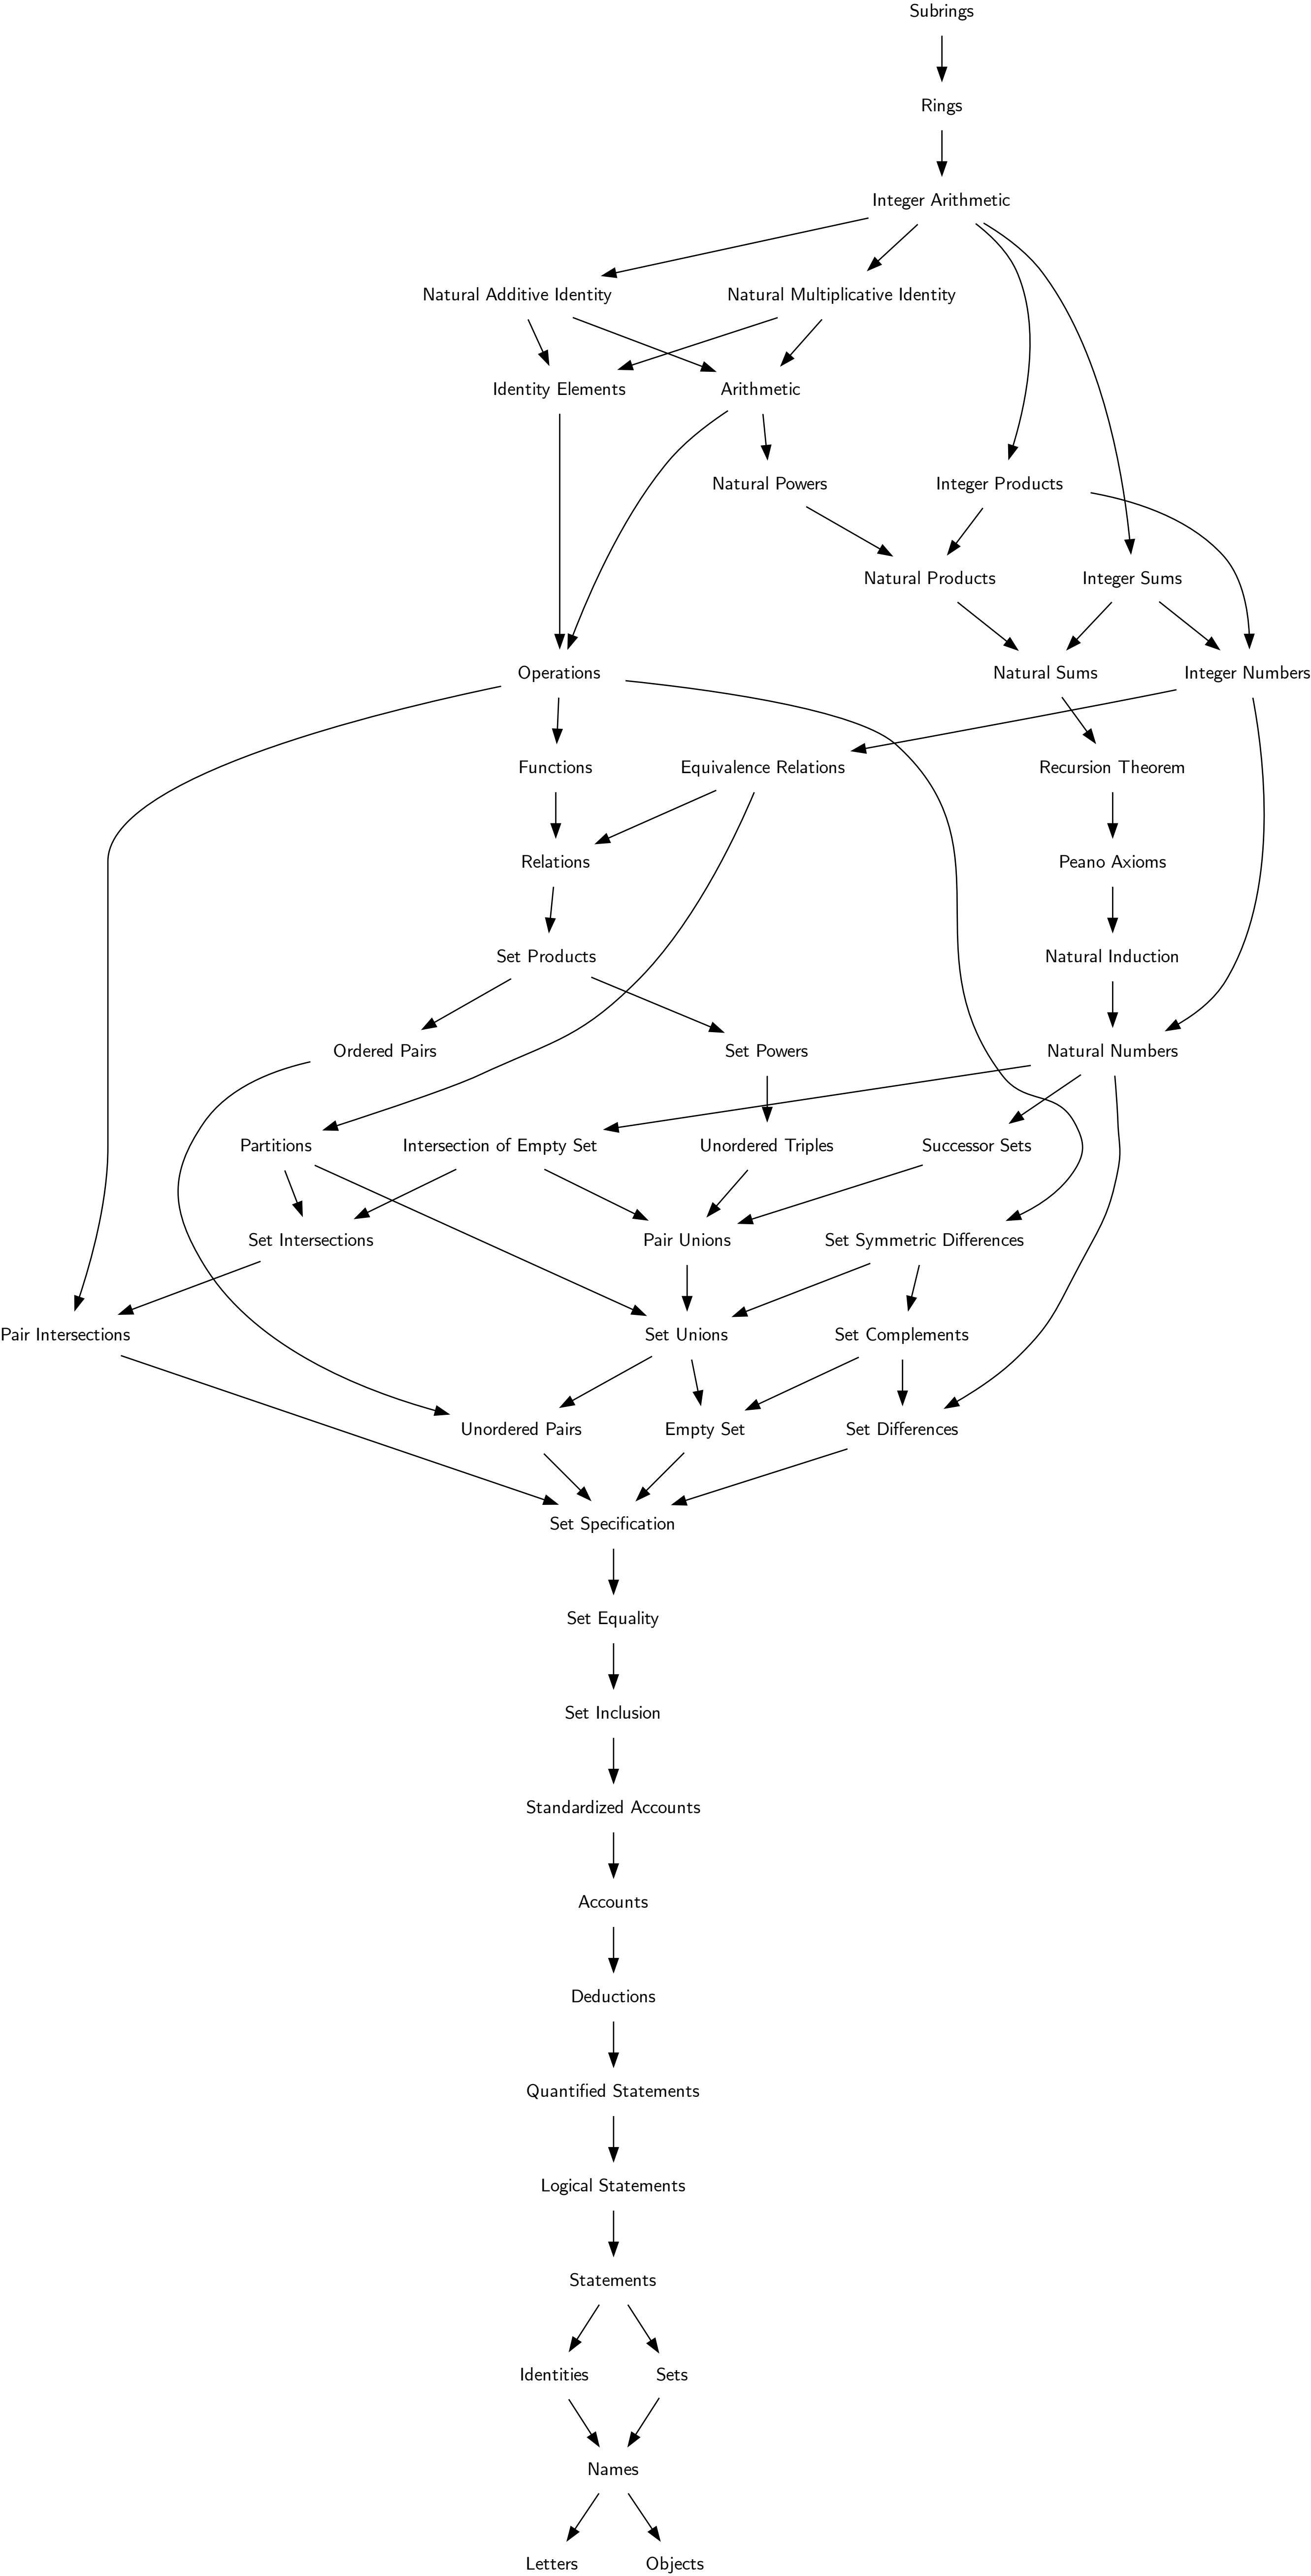 Subrings
Rings
Integer Arithmetic
Natural Additive Identity
Natural Multiplicative Identity
Identity Elements
Arithmetic
Natural Powers
Integer Products
Natural Products
Integer Sums
Operations
Natural Sums
Integer Numbers
Functions
Equivalence Relations
Recursion Theorem
Relations
Peano Axioms
Set Products
Natural Induction
Ordered Pairs
Set Powers
Natural Numbers
Partitions
Intersection of Empty Set
Unordered Triples
Successor Sets
Set Intersections
Pair Unions
Set Symmetric Differences
Pair Intersections
Set Unions
Set Complements
Unordered Pairs
Empty Set
Set Differences
Set Specification
Set Equality
Set Inclusion
Standardized Accounts
Accounts
Deductions
Quantified Statements
Logical Statements
Statements
Identities
Sets
Names
Letters
Objects